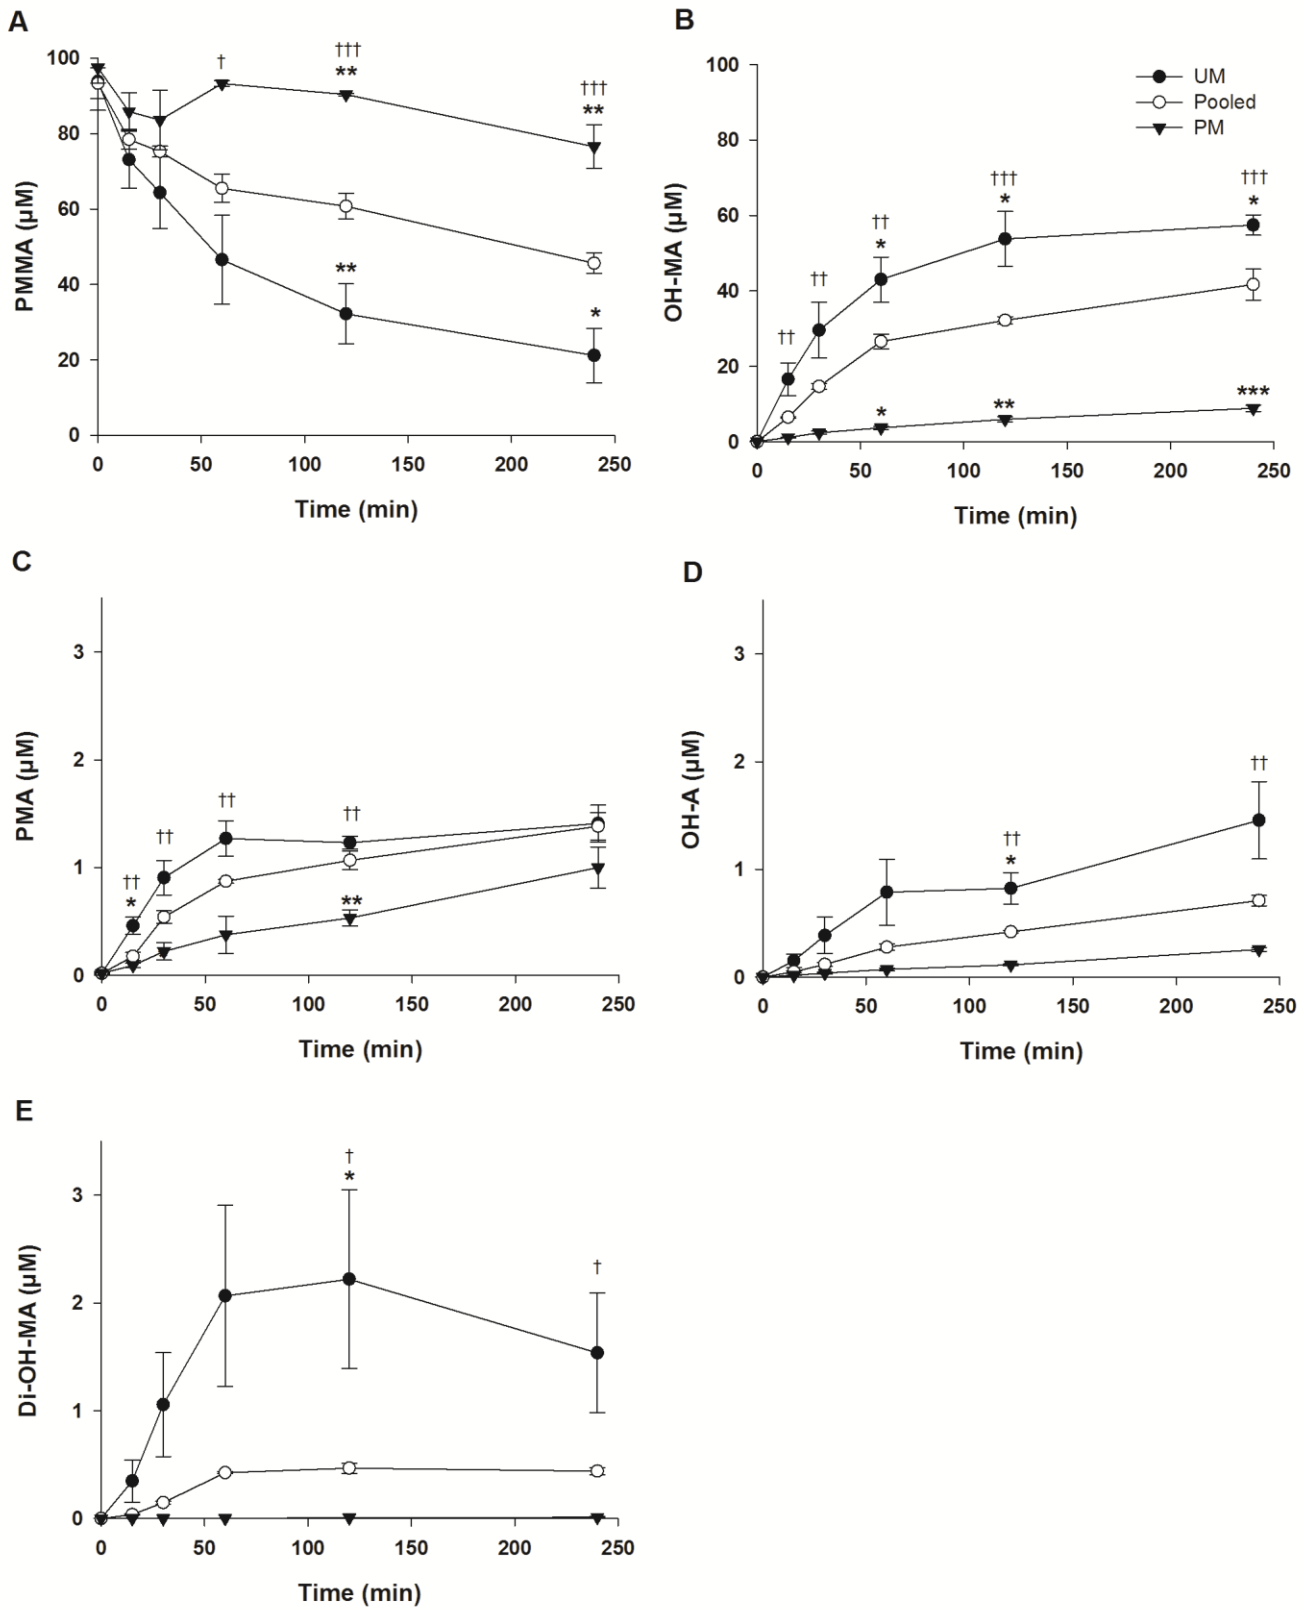 A
PMMA (µM)
100
80
60
40
20
0
†
†††
**
†††
**
**
*
0 50 100 150 200 250
Time (min)
B
OH-MA (µM)
100
80
60
40
20
0
UM
Pooled
PM
††
††
††
*
†††
*
†††
*
*
**
***
0 50 100 150 200 250
Time (min)
C
PMA (µM)
3
2
1
0
††
*
††
††
††
**
0 50 100 150 200 250
Time (min)
D
OH-A (µM)
3
2
1
0
††
*
††
0 50 100 150 200 250
Time (min)
E
Di-OH-MA (µM)
3
2
1
0
†
*
†
0 50 100 150 200 250
Time (min)